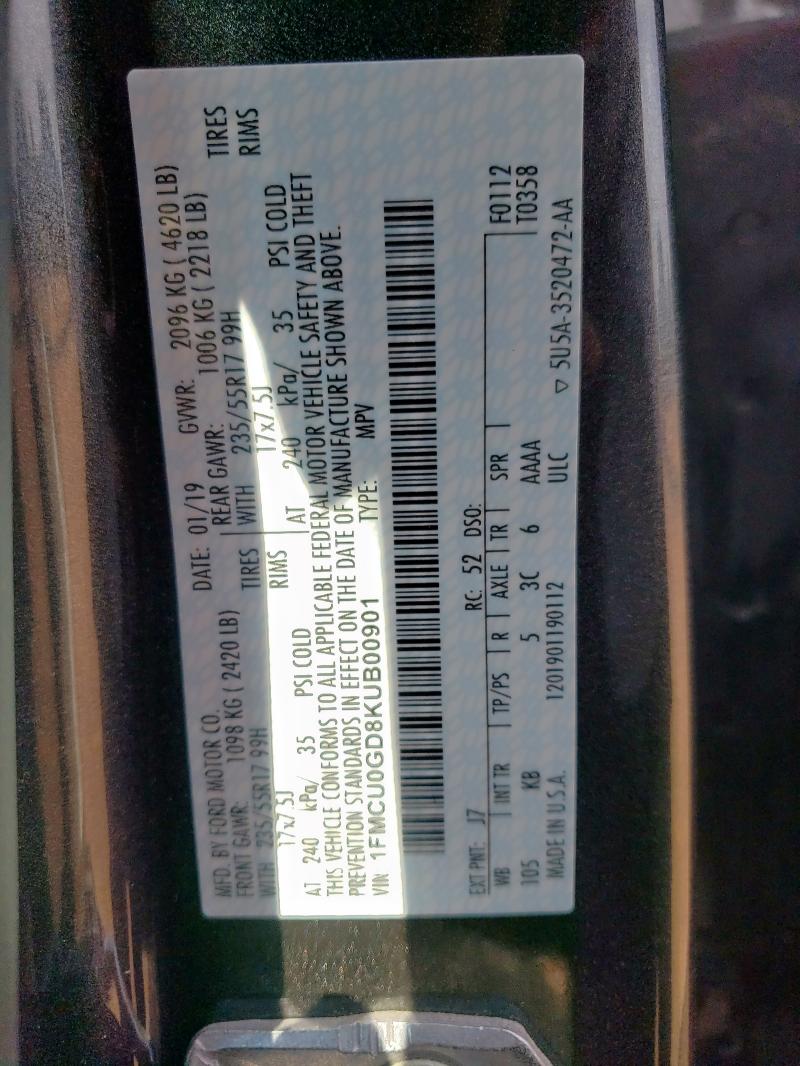 MFD. BY FORD MOTOR CO. DATE: 01/19 GVWR: 2096 KG ( 4620 LB)
FRONT GAWR: 1098 KG ( 2420 LB) REAR GAWR: 1006 KG ( 2218 LB)
WITH 235/55R17 99H TIRES WITH 235/55R17 99H TIRES
17x7.5J RIMS 17x7.5J RIMS
AT 240 kPa/ 35 PSI COLD AT 240 kPa/ 35 PSI COLD
THIS VEHICLE CONFORMS TO ALL APPLICABLE FEDERAL MOTOR VEHICLE SAFETY AND THEFT
PREVENTION STANDARDS IN EFFECT ON THE DATE OF MANUFACTURE SHOWN ABOVE.
VIN 1FMCU0GD8KUB00901 TYPE: MPV
EXT PNT: J7 RC: 52 DSO:
WB INT TR TP/PS R AXLE TR SPR F0112
105 KB 5 3C 6 AAAA T0358
MADE IN U.S.A. 1201901190112 ULC ▽ 5U5A-3520472-AA